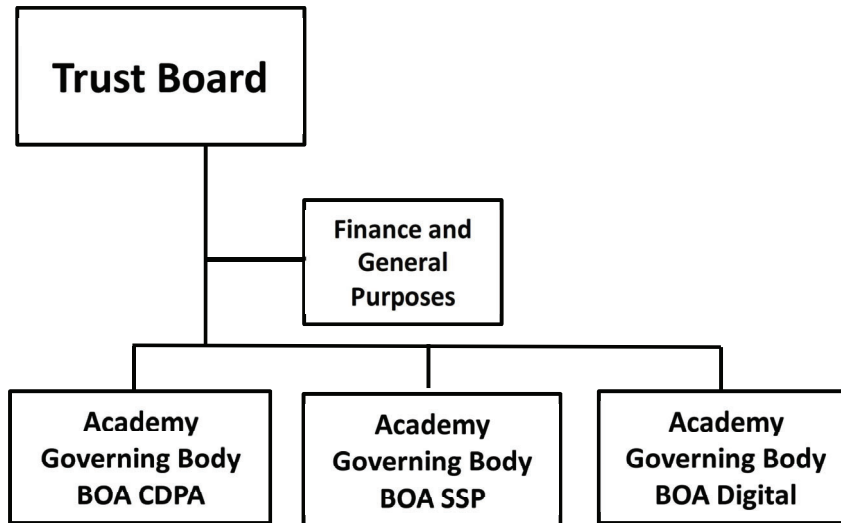 Trust Board
Finance and
General
Purposes
Academy
Governing Body
BOA CDPA
Academy
Governing Body
BOA SSP
Academy
Governing Body
BOA Digital